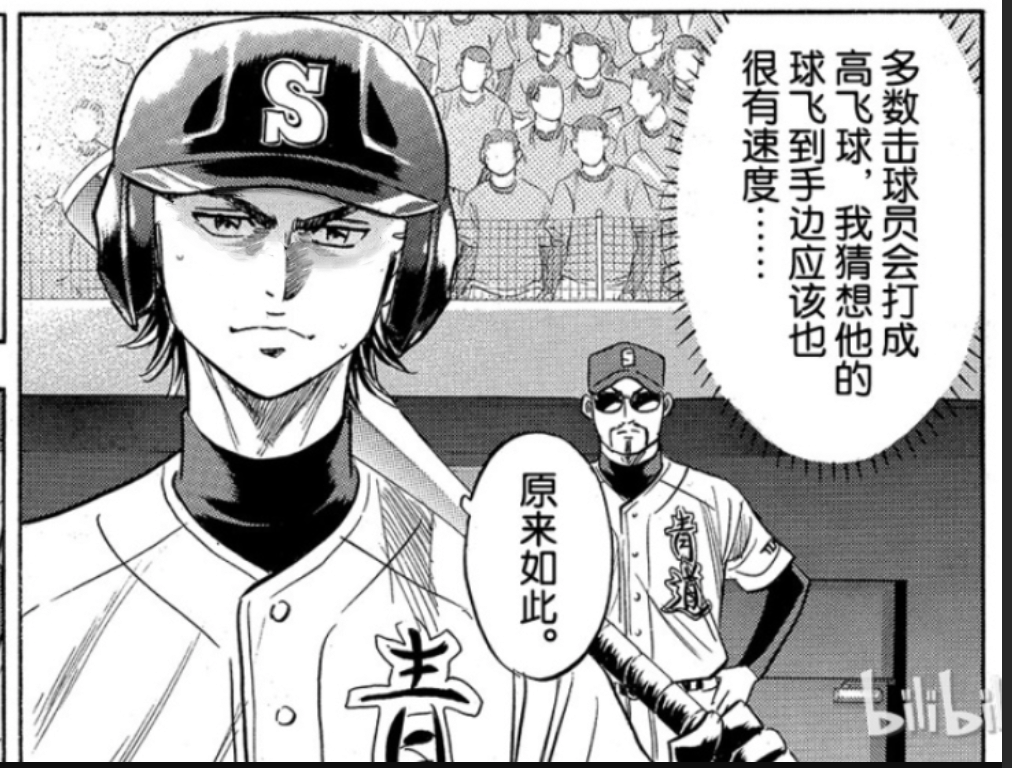 多数击球员会打成
高飞球，我猜想他的
球飞到手边应该也
很有速度……
原来如此。
S
S
青道
青
bilibi